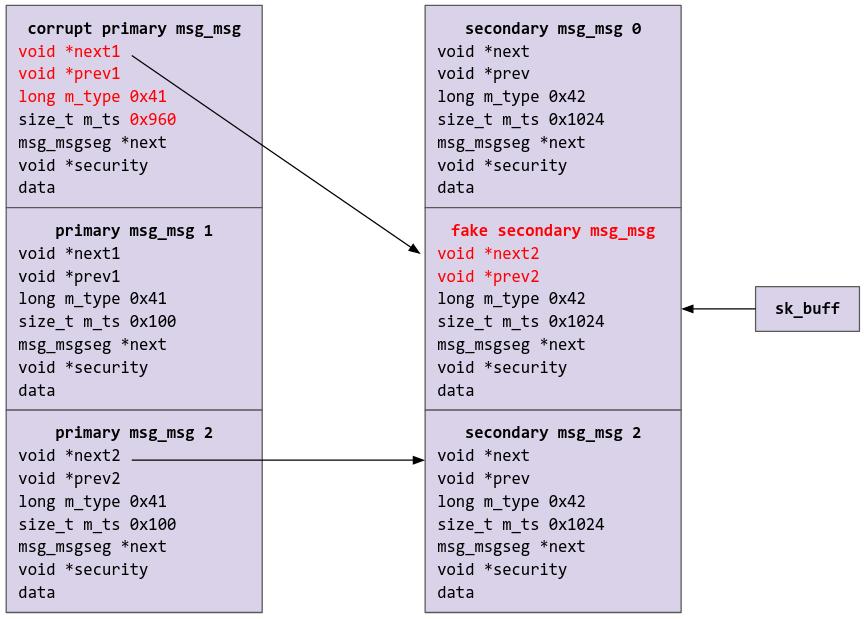 corrupt primary msg_msg
void *next1
void *prev1
long m_type 0x41
size_t m_ts 0x960
msg_msgseg *next
void *security
data
primary msg_msg 1
void *next1
void *prev1
long m_type 0x41
size_t m_ts 0x100
msg_msgseg *next
void *security
data
primary msg_msg 2
void *next2
void *prev2
long m_type 0x41
size_t m_ts 0x100
msg_msgseg *next
void *security
data
secondary msg_msg 0
void *next
void *prev
long m_type 0x42
size_t m_ts 0x1024
msg_msgseg *next
void *security
data
fake secondary msg_msg
void *next2
void *prev2
long m_type 0x42
size_t m_ts 0x1024
msg_msgseg *next
void *security
data
secondary msg_msg 2
void *next
void *prev
long m_type 0x42
size_t m_ts 0x1024
msg_msgseg *next
void *security
data
sk_buff